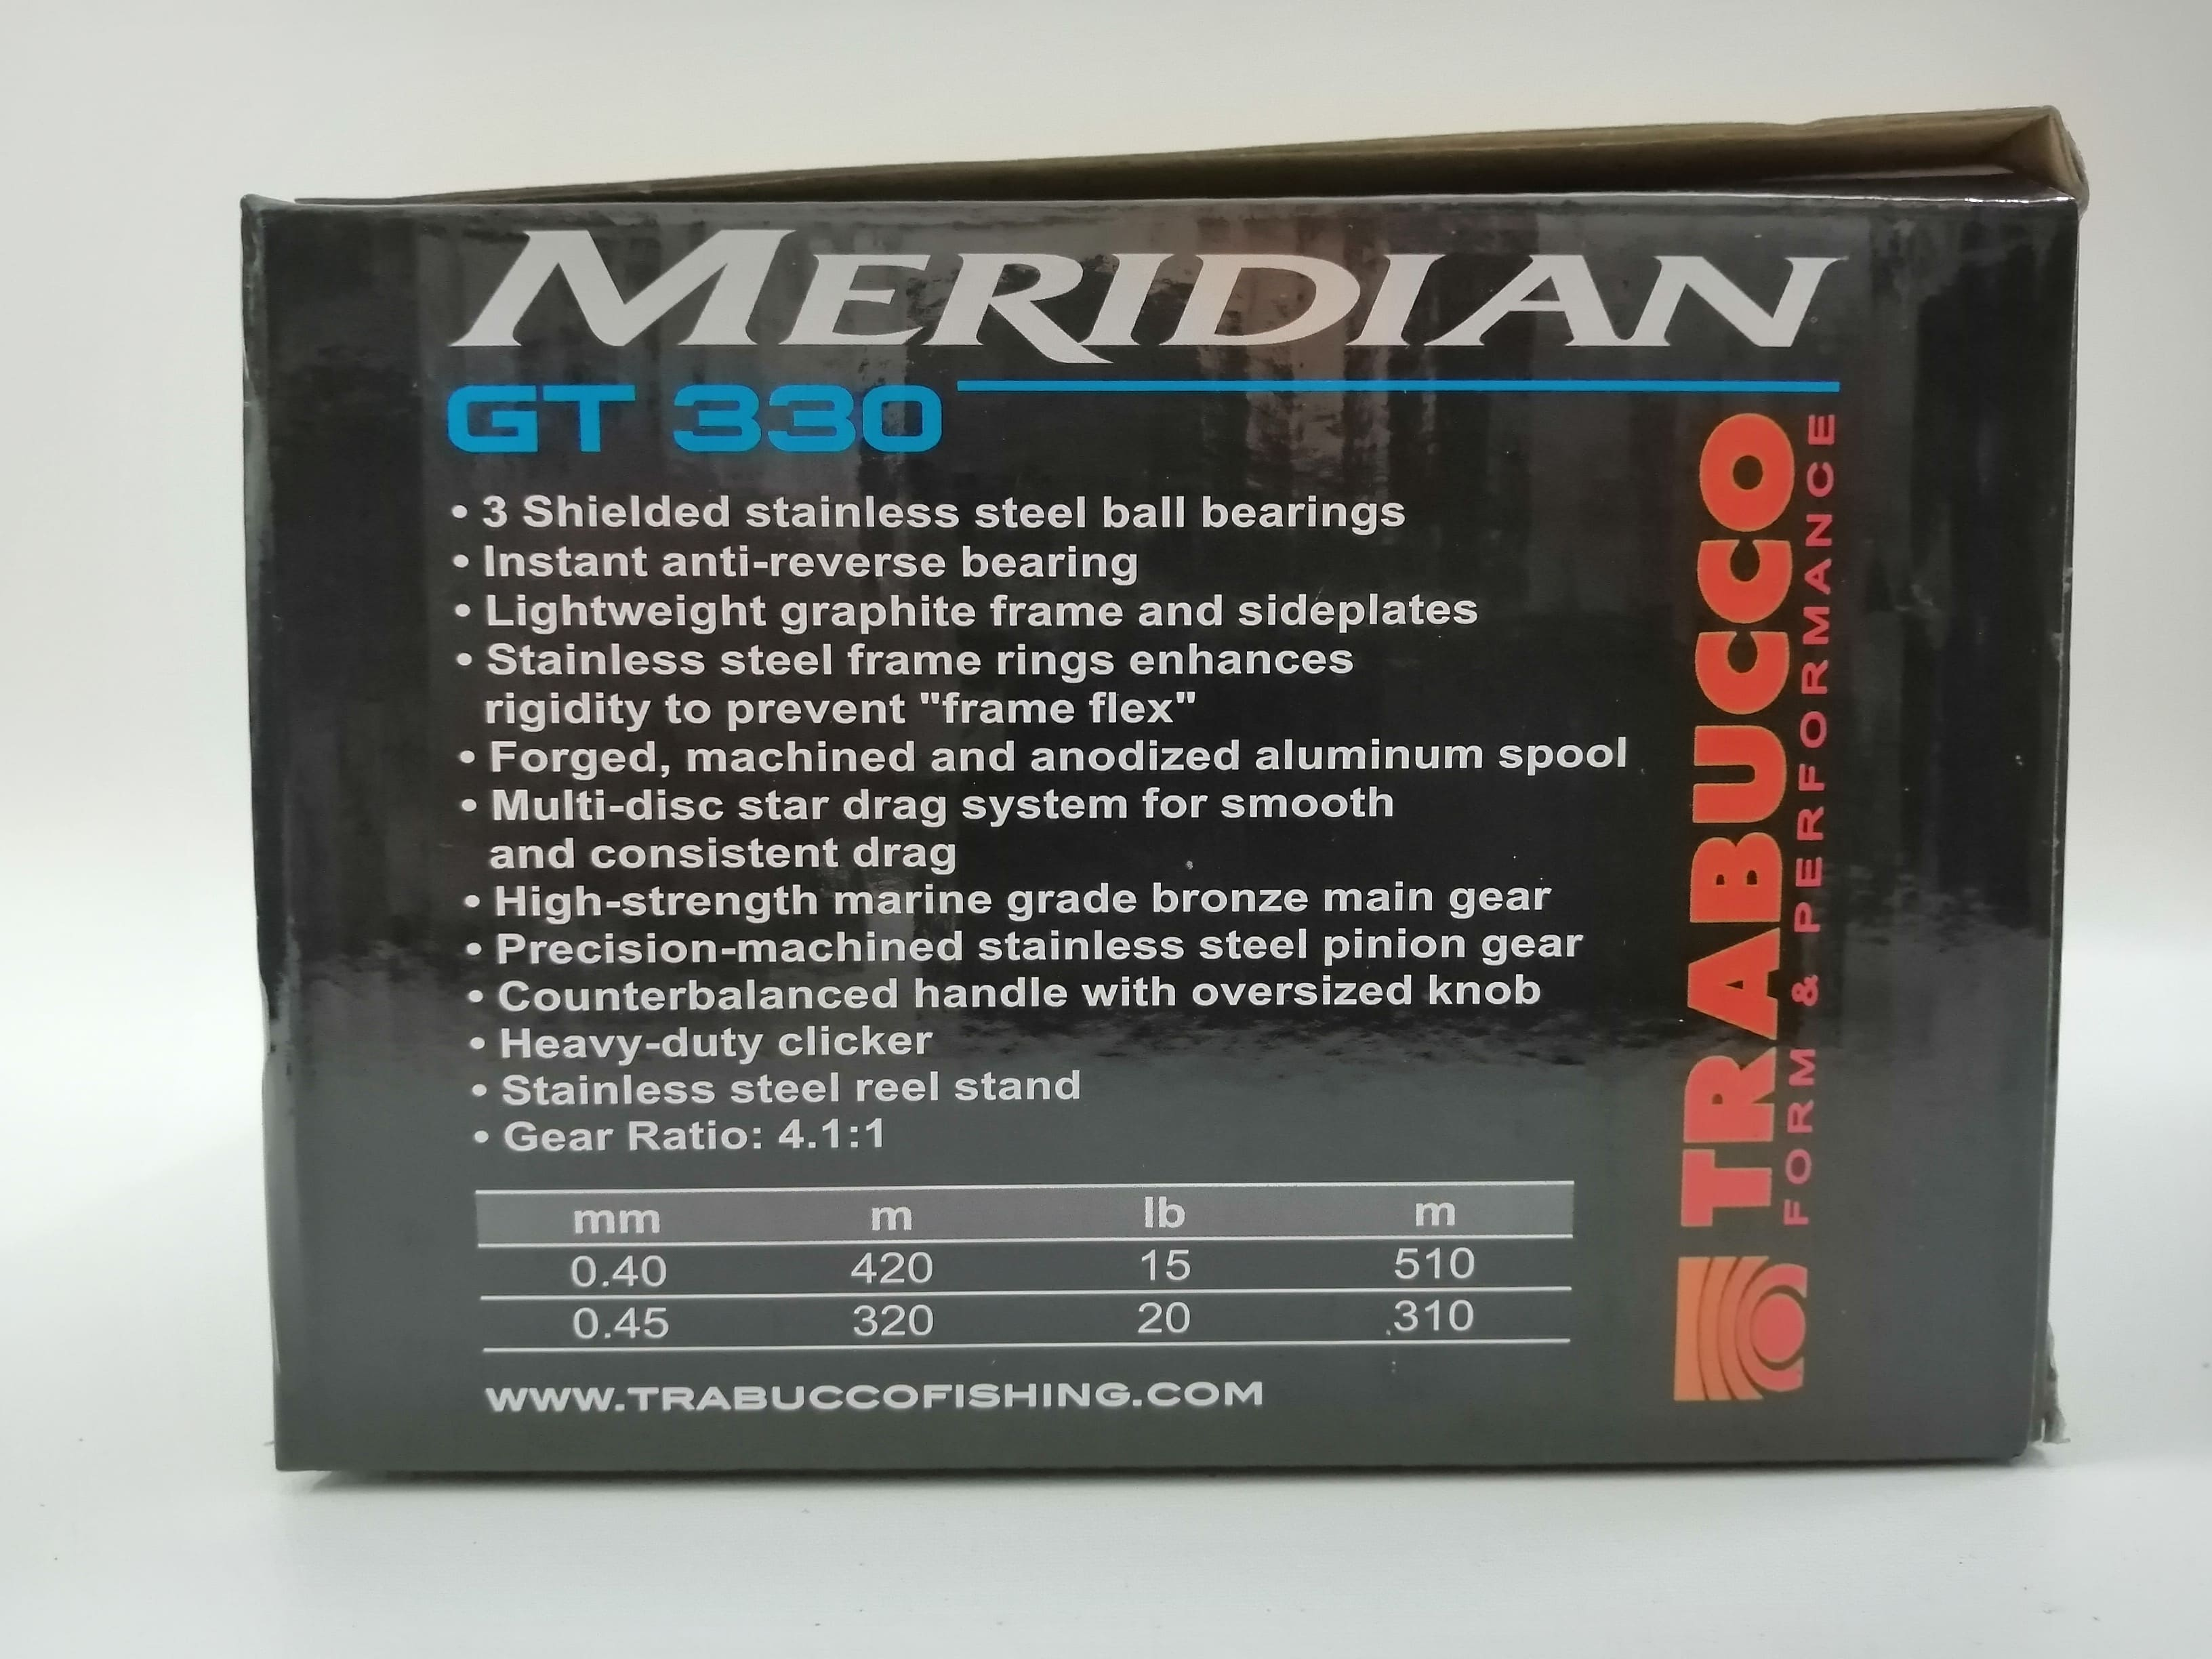 MERIDIAN
GT 330
• 3 Shielded stainless steel ball bearings
• Instant anti-reverse bearing
• Lightweight graphite frame and sideplates
• Stainless steel frame rings enhances
rigidity to prevent "frame flex"
• Forged, machined and anodized aluminum spool
• Multi-disc star drag system for smooth
and consistent drag
• High-strength marine grade bronze main gear
• Precision-machined stainless steel pinion gear
• Counterbalanced handle with oversized knob
• Heavy-duty clicker
• Stainless steel reel stand
• Gear Ratio: 4.1:1
mm m lb m
0.40 420 15 510
0.45 320 20 310
WWW.TRABUCCOFISHING.COM
TRABUCCO
FORM & PERFORMANCE